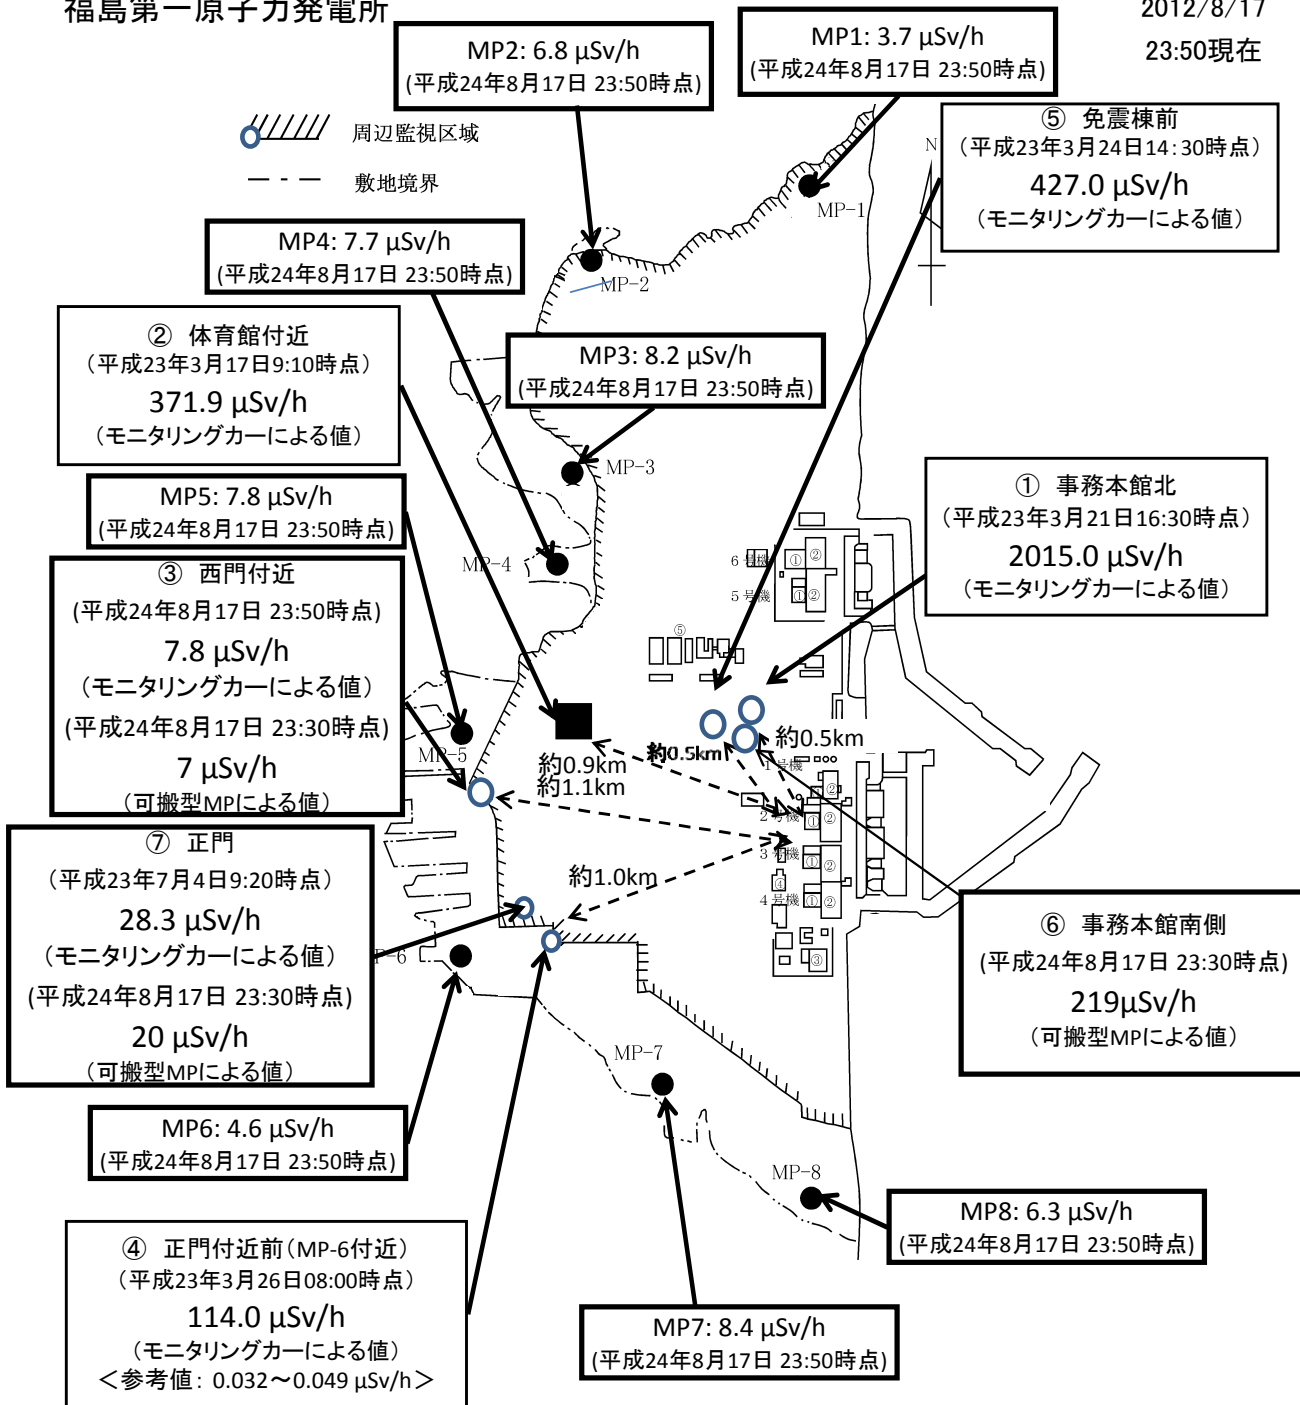 福島第一原子力発電所
2012/8/17
23:50現在
MP2: 6.8 μSv/h
(平成24年8月17日 23:50時点)
MP1: 3.7 μSv/h
(平成24年8月17日 23:50時点)
周辺監視区域
敷地境界
⑤ 免震棟前
(平成23年3月24日14:30時点)
427.0 μSv/h
(モニタリングカーによる値)
N
MP-1
MP4: 7.7 μSv/h
(平成24年8月17日 23:50時点)
MP-2
② 体育館付近
(平成23年3月17日9:10時点)
371.9 μSv/h
(モニタリングカーによる値)
MP3: 8.2 μSv/h
(平成24年8月17日 23:50時点)
MP-3
MP5: 7.8 μSv/h
(平成24年8月17日 23:50時点)
① 事務本館北
(平成23年3月21日16:30時点)
2015.0 μSv/h
(モニタリングカーによる値)
MP-4
6号機
①
②
5号機
①
②
③ 西門付近
(平成24年8月17日 23:50時点)
7.8 μSv/h
(モニタリングカーによる値)
(平成24年8月17日 23:30時点)
7 μSv/h
(可搬型MPによる値)
⑤
MP-5
約0.9km
約1.1km
約0.5km
約0.5km
1号機
②
2号機
①
②
3号機
①
②
④
4号機
①
②
③
⑦ 正門
(平成23年7月4日9:20時点)
28.3 μSv/h
(モニタリングカーによる値)
(平成24年8月17日 23:30時点)
20 μSv/h
(可搬型MPによる値)
約1.0km
P-6
⑥ 事務本館南側
(平成24年8月17日 23:30時点)
219μSv/h
(可搬型MPによる値)
MP-7
MP6: 4.6 μSv/h
(平成24年8月17日 23:50時点)
MP-8
MP8: 6.3 μSv/h
(平成24年8月17日 23:50時点)
④ 正門付近前(MP-6付近)
(平成23年3月26日08:00時点)
114.0 μSv/h
(モニタリングカーによる値)
<参考値: 0.032～0.049 μSv/h>
MP7: 8.4 μSv/h
(平成24年8月17日 23:50時点)